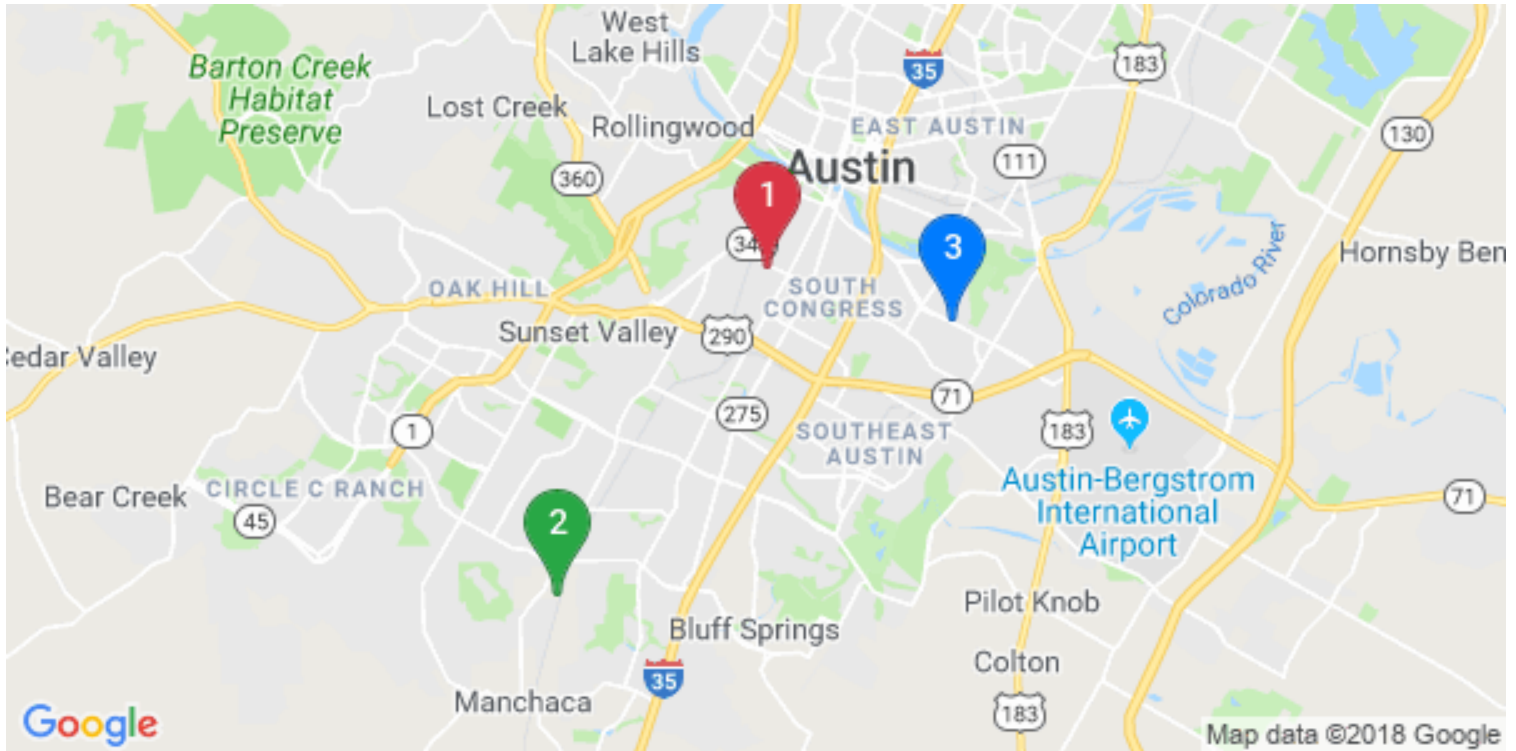 West
Lake Hills
35
183
Barton Creek
Habitat
Preserve
Lost Creek
Rollingwood
EAST AUSTIN
130
Austin
111
360
1
3
Hornsby Ben
Colorado River
OAK HILL
SOUTH
CONGRESS
Sunset Valley
290
Cedar Valley
71
275
1
SOUTHEAST
AUSTIN
183
Austin-Bergstrom
International
Airport
Bear Creek
CIRCLE C RANCH
45
71
2
Pilot Knob
Bluff Springs
Colton
35
Manchaca
183
Google
Map data ©2018 Google